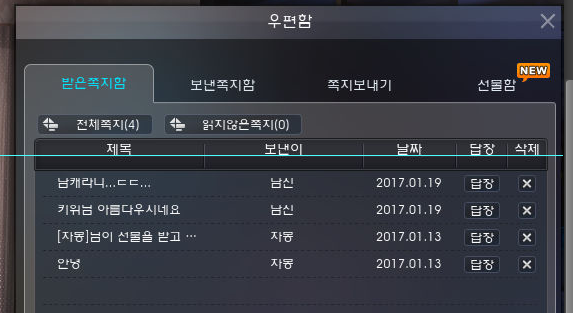 우편함
NEW
받은쪽지함 보낸쪽지함 쪽지보내기 선물함
전체쪽지(4) 읽지않은쪽지(0)
제목 보낸이 날짜 답장 삭제
남캐라니...ㄷㄷ... 남신 2017.01.19 답장
키위님 아름다우시네요 남신 2017.01.19 답장
[자몽]님이 선물을 받고 … 자몽 2017.01.13 답장
안녕 자몽 2017.01.13 답장